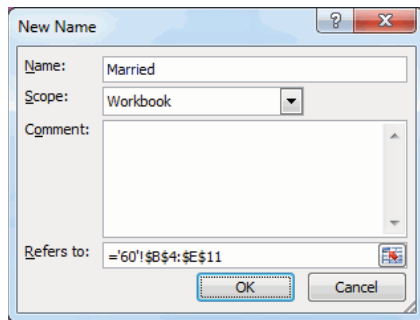 New Name
?
Name: Married
Scope: Workbook
Comment:
Refers to: ='60'!$B$4:$E$11
OK Cancel